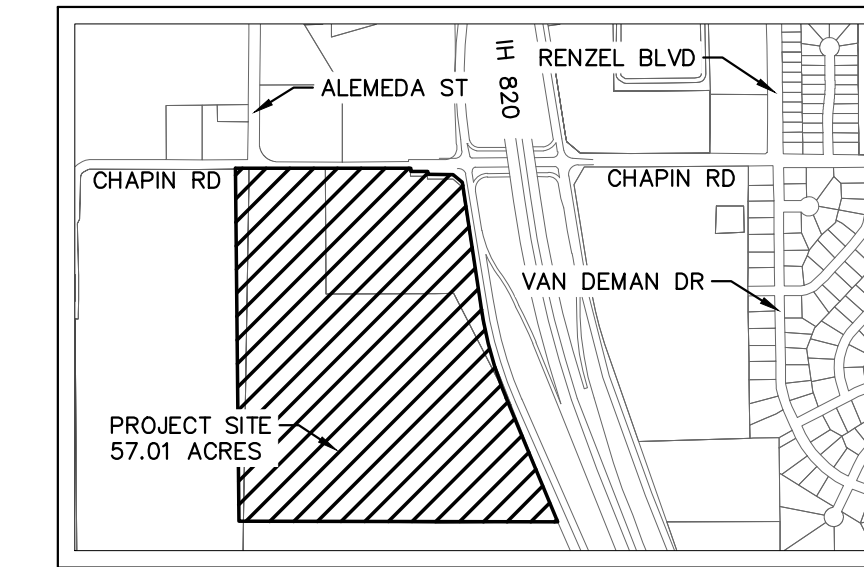 IH 820
RENZEL BLVD
ALEMEDA ST
CHAPIN RD
CHAPIN RD
VAN DEMAN DR
PROJECT SITE
57.01 ACRES